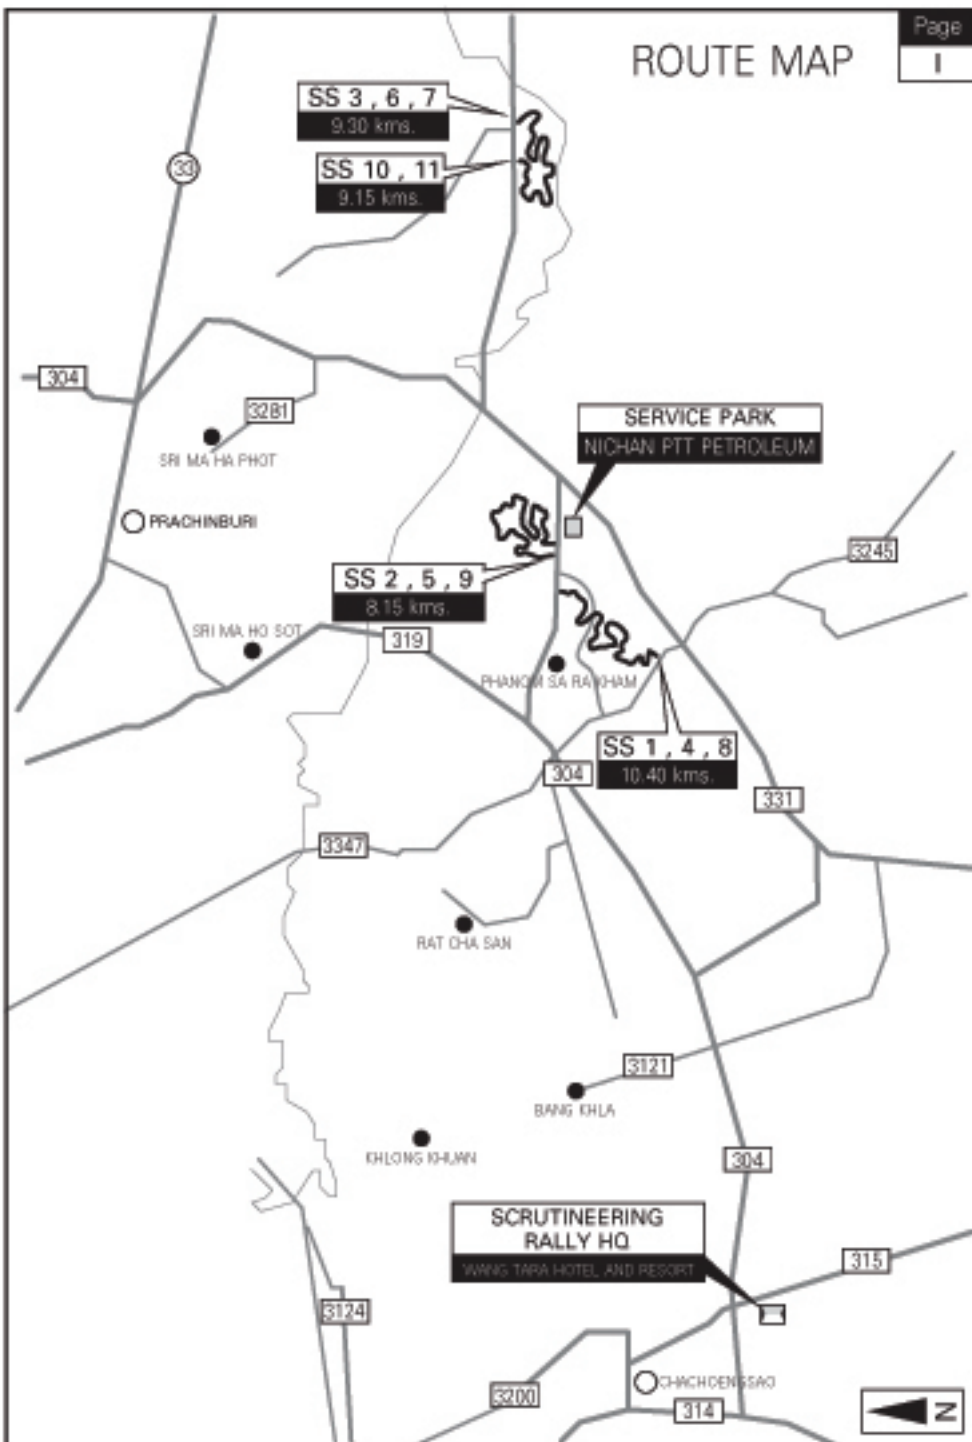 Page
1
ROUTE MAP
SS 3 , 6 , 7
9.30 kms.
33
SS 10 , 11
9.15 kms.
304
3281
SERVICE PARK
NICHAN PTT PETROLEUM
SRI MA HA PHOT
PRACHINBURI
3245
SS 2 , 5 , 9
8.15 kms.
SRI MA HO SOT
319
PHANOM SA RA KHAM
SS 1 , 4 , 8
10.40 kms.
304
331
3347
RAT CHA SAN
3121
BANG KHLA
KHLONG KHUAN
304
SCRUTINEERING
RALLY HQ
WANG TARA HOTEL AND RESORT
315
3124
CHACHOENGSAO
3200
314
N